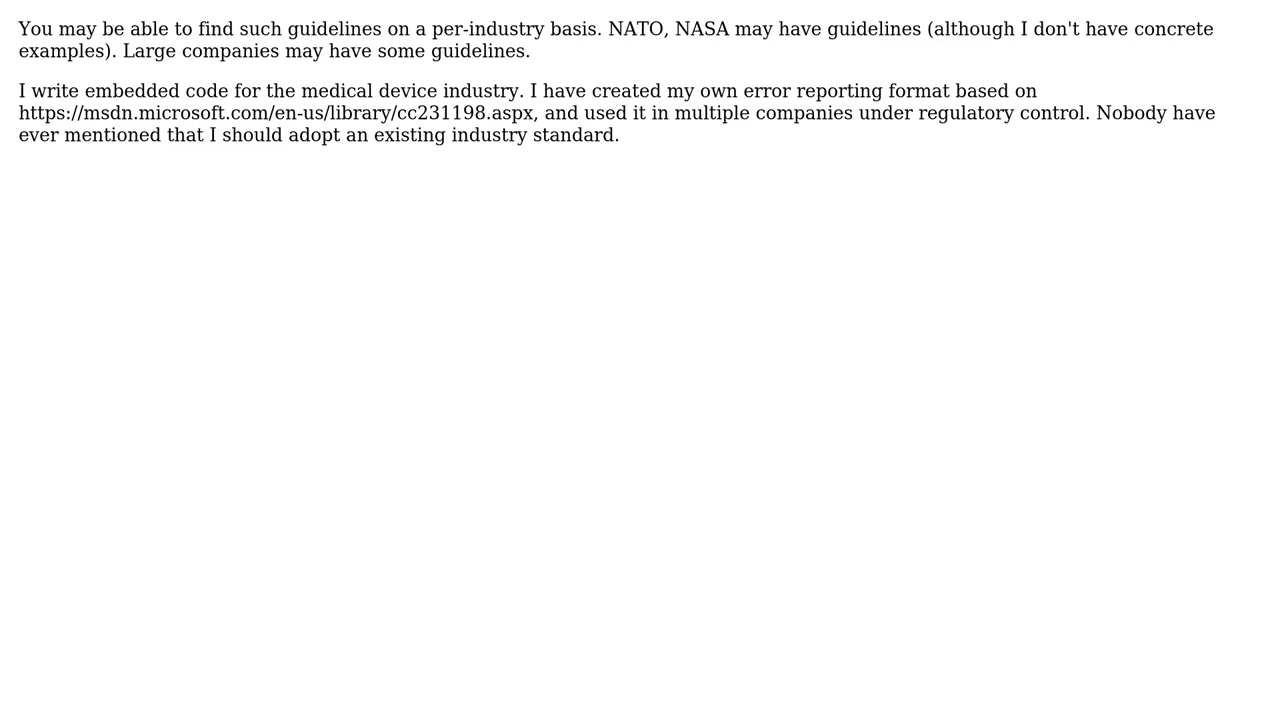 You may be able to find such guidelines on a per-industry basis. NATO, NASA may have guidelines (although I don't have concrete
examples). Large companies may have some guidelines.
I write embedded code for the medical device industry. I have created my own error reporting format based on
https://msdn.microsoft.com/en-us/library/cc231198.aspx, and used it in multiple companies under regulatory control. Nobody have
ever mentioned that I should adopt an existing industry standard.